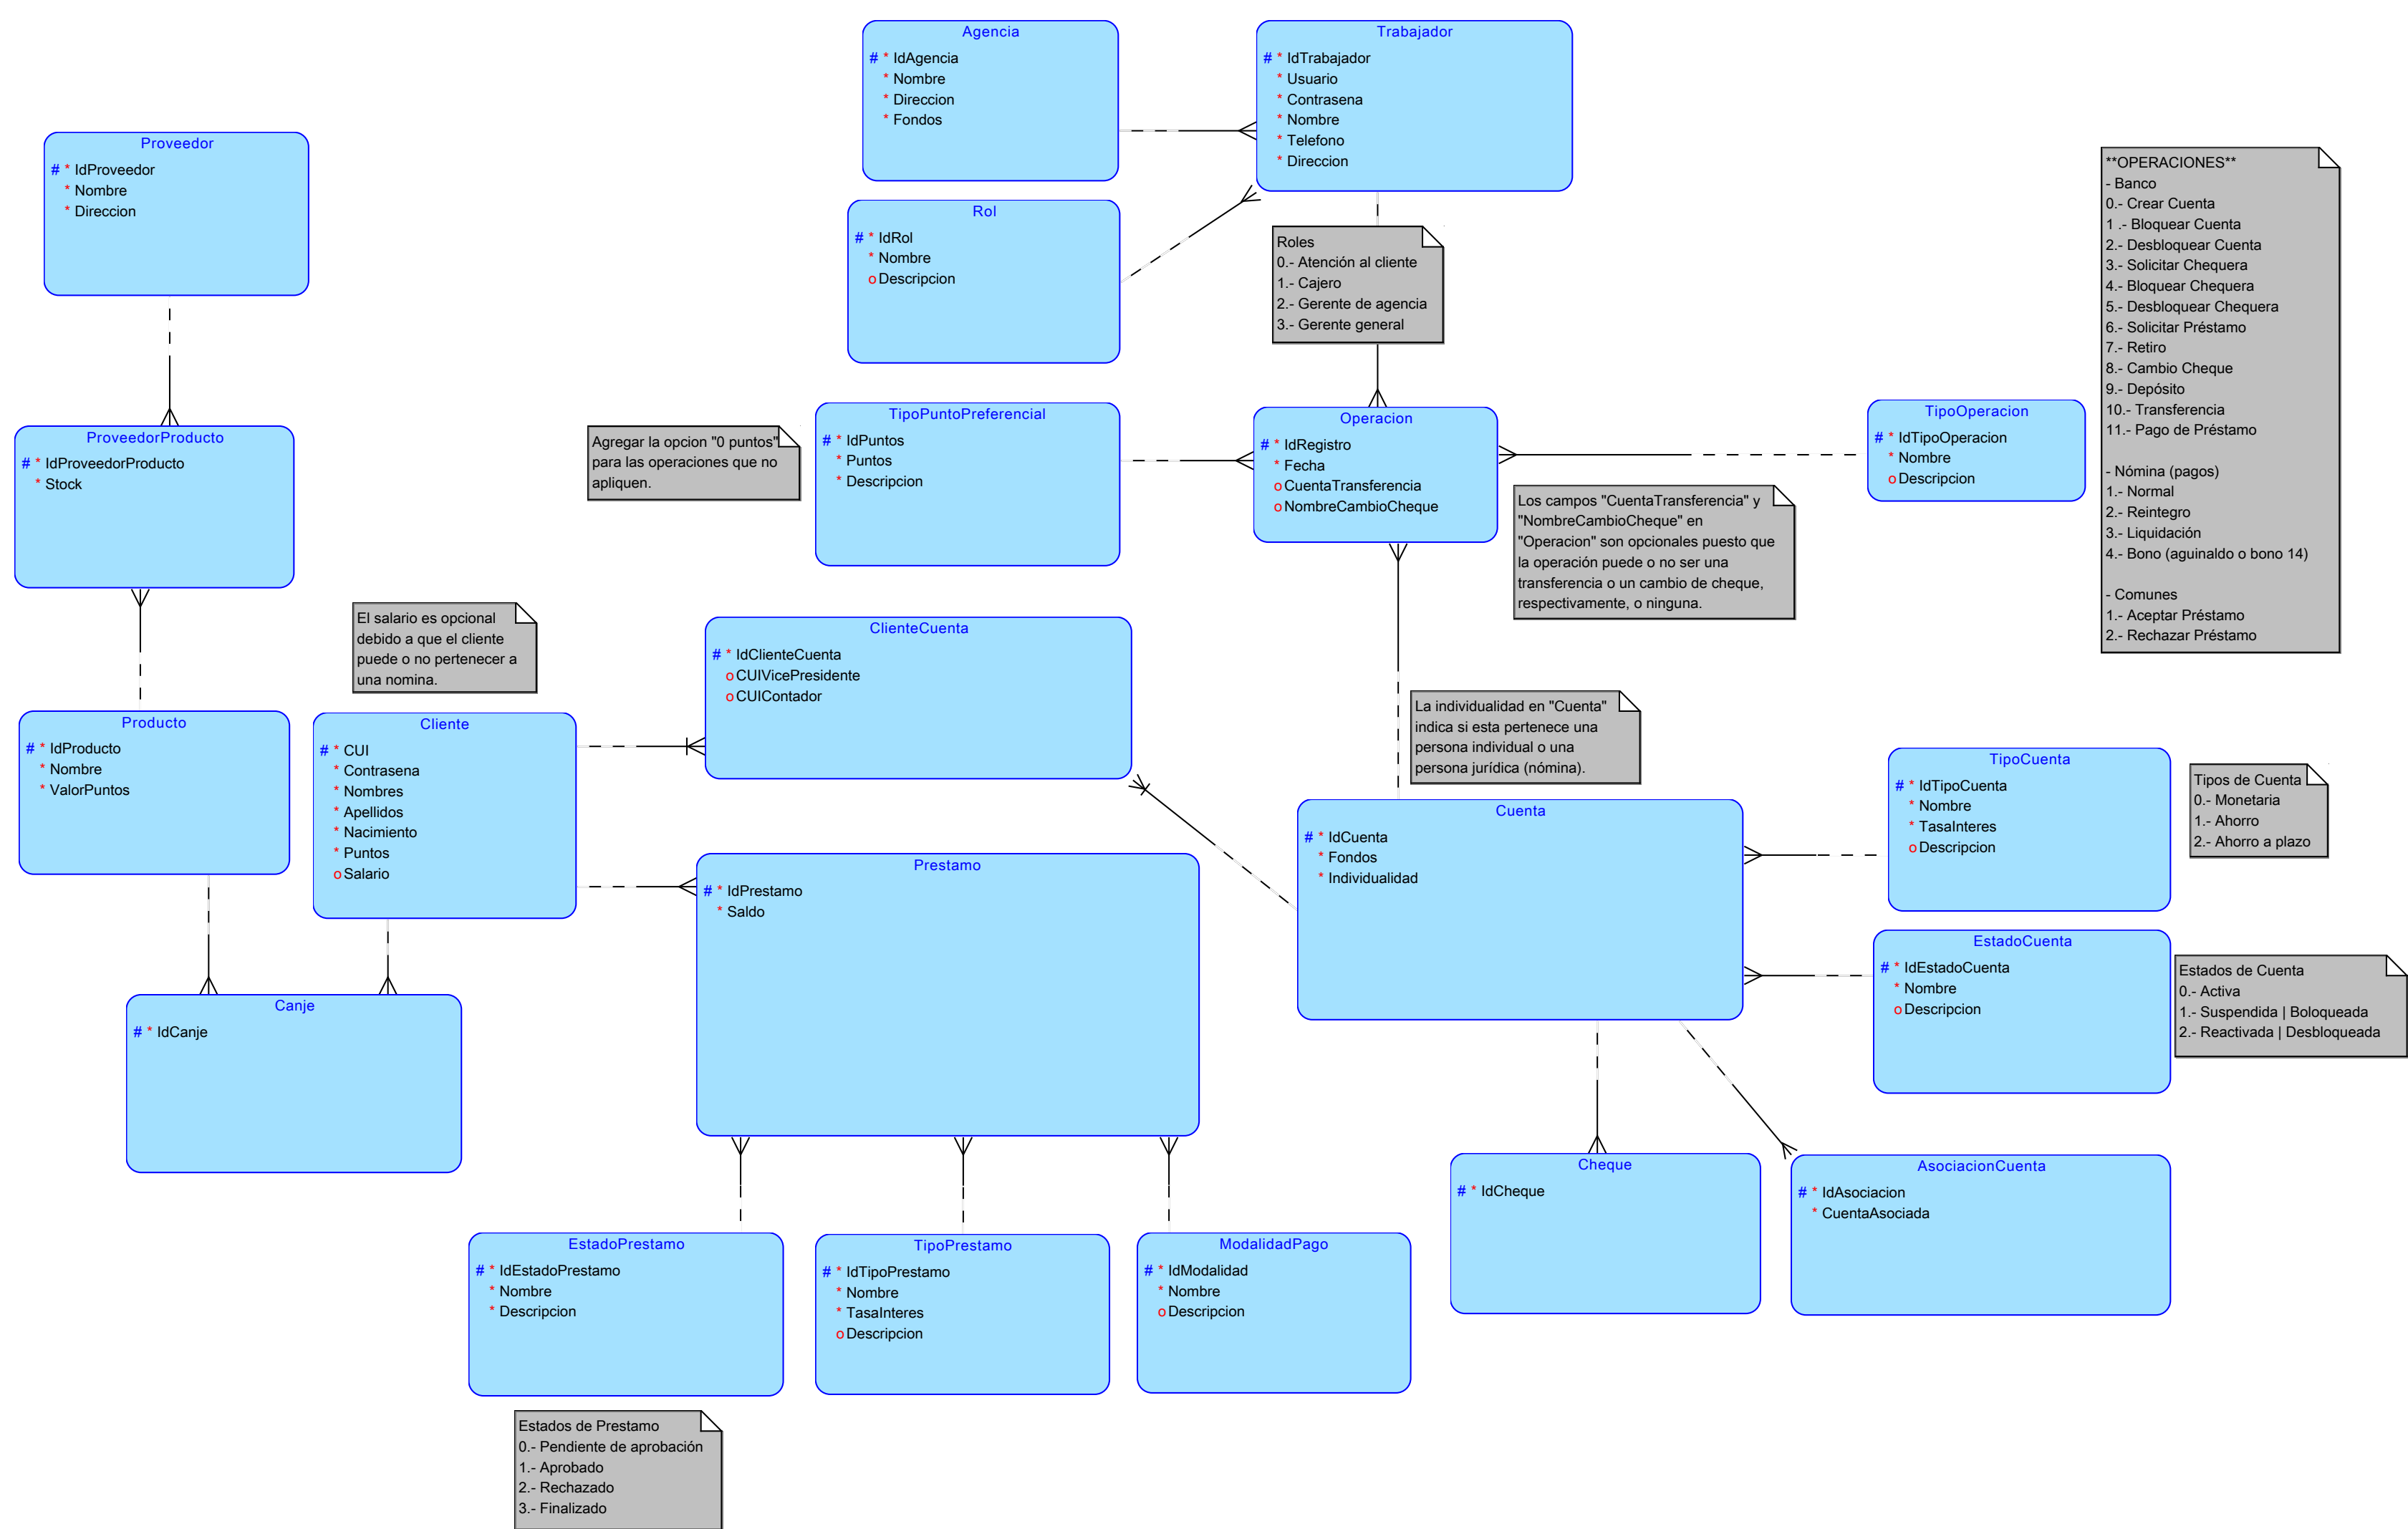 Agencia
# * IdAgencia
* Nombre
* Direccion
* Fondos
Trabajador
# * IdTrabajador
* Usuario
* Contrasena
* Nombre
* Telefono
* Direccion
Proveedor
# * IdProveedor
* Nombre
* Direccion
Rol
# * IdRol
* Nombre
o Descripcion
Roles
0.- Atención al cliente
1.- Cajero
2.- Gerente de agencia
3.- Gerente general
**OPERACIONES**
- Banco
0.- Crear Cuenta
1 .- Bloquear Cuenta
2.- Desbloquear Cuenta
3.- Solicitar Chequera
4.- Bloquear Chequera
5.- Desbloquear Chequera
6.- Solicitar Préstamo
7.- Retiro
8.- Cambio Cheque
9.- Depósito
10.- Transferencia
11.- Pago de Préstamo
- Nómina (pagos)
1.- Normal
2.- Reintegro
3.- Liquidación
4.- Bono (aguinaldo o bono 14)
- Comunes
1.- Aceptar Préstamo
2.- Rechazar Préstamo
ProveedorProducto
# * IdProveedorProducto
* Stock
Agregar la opcion "0 puntos"
para las operaciones que no
apliquen.
TipoPuntoPreferencial
# * IdPuntos
* Puntos
* Descripcion
Operacion
# * IdRegistro
* Fecha
o CuentaTransferencia
o NombreCambioCheque
TipoOperacion
# * IdTipoOperacion
* Nombre
o Descripcion
Los campos "CuentaTransferencia" y
"NombreCambioCheque" en
"Operacion" son opcionales puesto que
la operación puede o no ser una
transferencia o un cambio de cheque,
respectivamente, o ninguna.
El salario es opcional
debido a que el cliente
puede o no pertenecer a
una nomina.
ClienteCuenta
# * IdClienteCuenta
o CUIVicePresidente
o CUIContador
La individualidad en "Cuenta"
indica si esta pertenece una
persona individual o una
persona jurídica (nómina).
Producto
# * IdProducto
* Nombre
* ValorPuntos
Cliente
# * CUI
* Contrasena
* Nombres
* Apellidos
* Nacimiento
* Puntos
o Salario
Prestamo
# * IdPrestamo
* Saldo
Cuenta
# * IdCuenta
* Fondos
* Individualidad
TipoCuenta
# * IdTipoCuenta
* Nombre
* TasaInteres
o Descripcion
Tipos de Cuenta
0.- Monetaria
1.- Ahorro
2.- Ahorro a plazo
EstadoCuenta
# * IdEstadoCuenta
* Nombre
o Descripcion
Estados de Cuenta
0.- Activa
1.- Suspendida | Boloqueada
2.- Reactivada | Desbloqueada
Canje
# * IdCanje
Cheque
# * IdCheque
AsociacionCuenta
# * IdAsociacion
* CuentaAsociada
EstadoPrestamo
# * IdEstadoPrestamo
* Nombre
* Descripcion
TipoPrestamo
# * IdTipoPrestamo
* Nombre
* TasaInteres
o Descripcion
ModalidadPago
# * IdModalidad
* Nombre
o Descripcion
Estados de Prestamo
0.- Pendiente de aprobación
1.- Aprobado
2.- Rechazado
3.- Finalizado